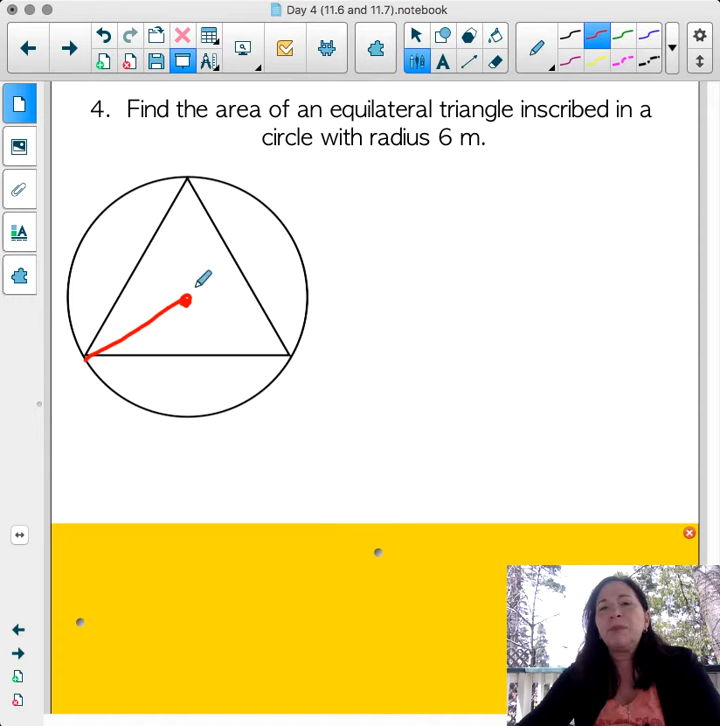 Day 4 (11.6 and 11.7).notebook
4. Find the area of an equilateral triangle inscribed in a
circle with radius 6 m.